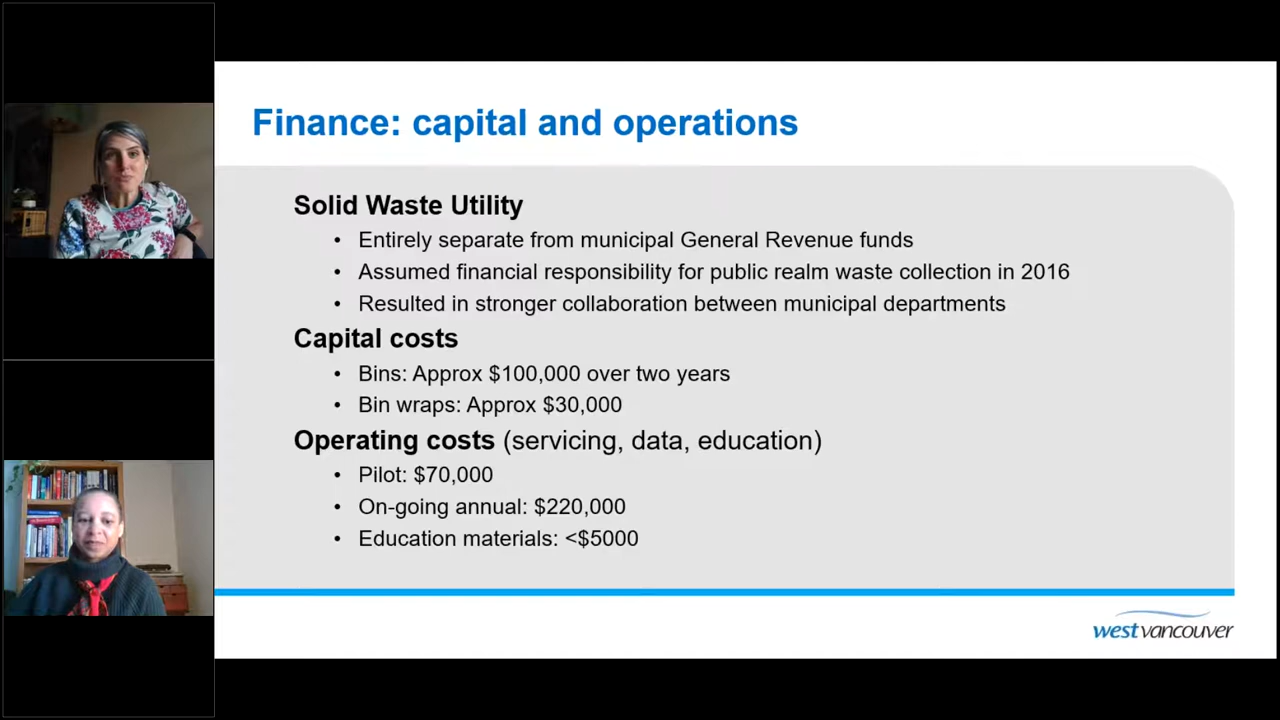 Finance: capital and operations
Solid Waste Utility
• Entirely separate from municipal General Revenue funds
• Assumed financial responsibility for public realm waste collection in 2016
• Resulted in stronger collaboration between municipal departments
Capital costs
• Bins: Approx $100,000 over two years
• Bin wraps: Approx $30,000
Operating costs (servicing, data, education)
• Pilot: $70,000
• On-going annual: $220,000
• Education materials: <$5000
westvancouver